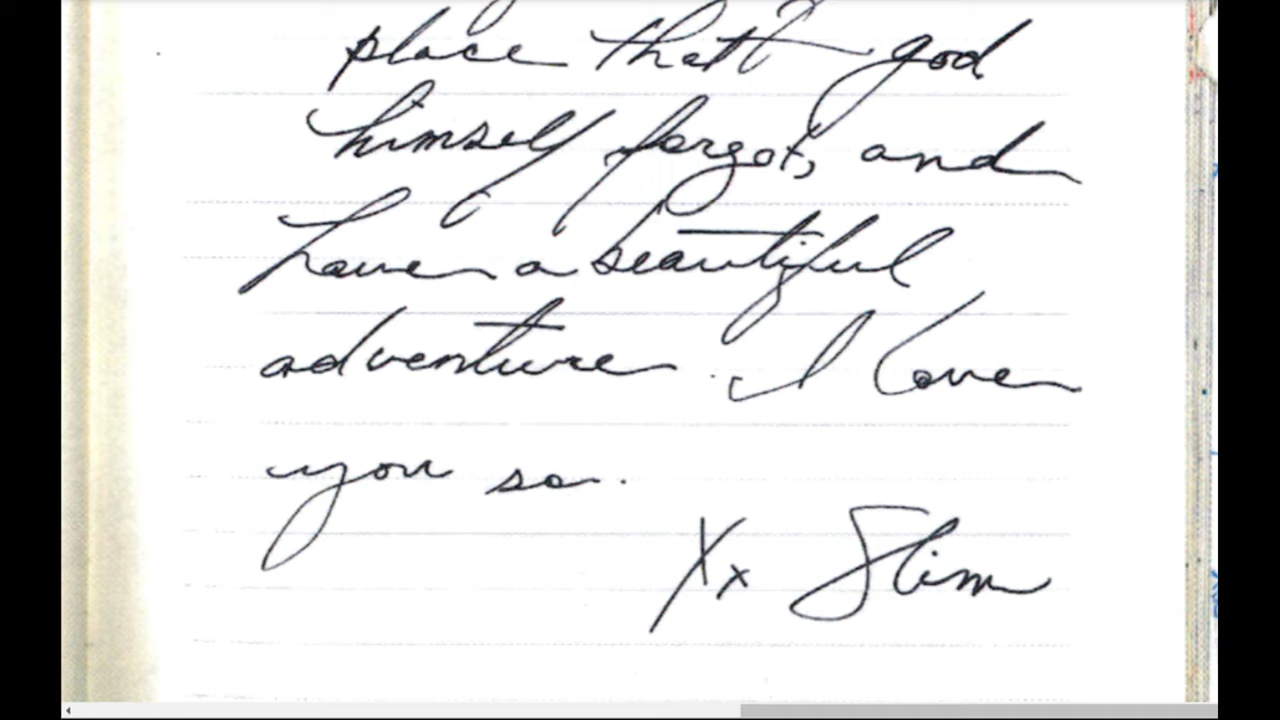 place that god
himself forgot, and
have a beautiful
adventure. I love
you so.
Xx Slim